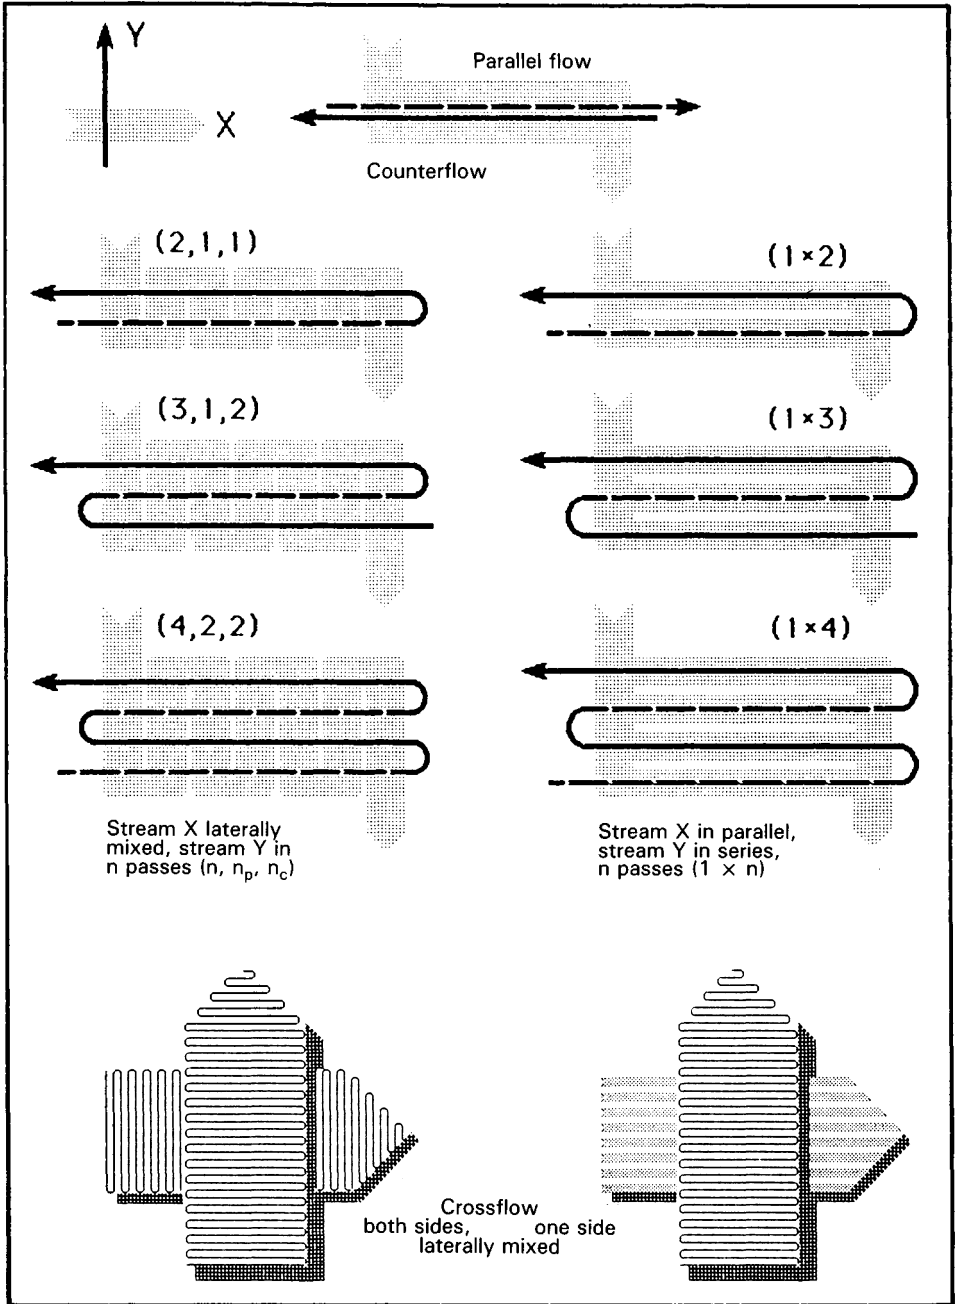 Y
X
Parallel flow
Counterflow
(2,1,1)
(1×2)
(3,1,2)
(1×3)
(4,2,2)
(1×4)
Stream X laterally
mixed, stream Y in
n passes (n, nₚ, n꜀)
Stream X in parallel,
stream Y in series,
n passes (1 × n)
Crossflow
both sides, one side
laterally mixed